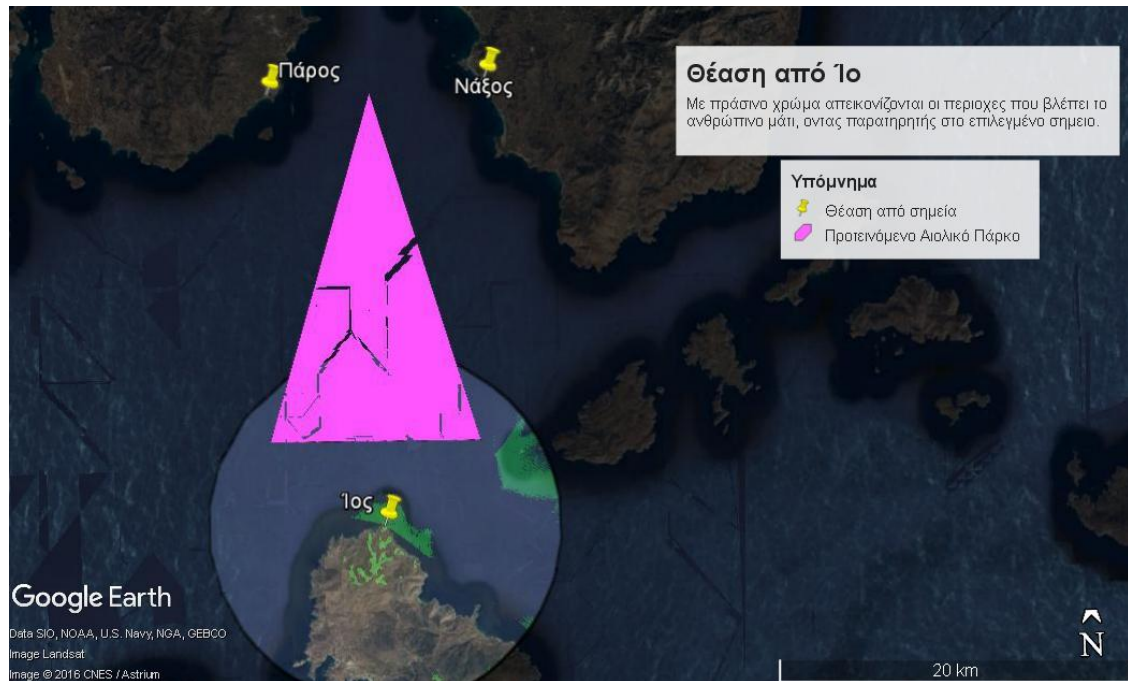 Πάρος
Νάξος
Θέαση από Ίο
Με πράσινο χρώμα απεικονίζονται οι περιοχες που βλέπει το
ανθρώπινο μάτι, οντας παρατηρητής στο επιλεγμένο σημειο.
Υπόμνημα
Θέαση από σημεία
Προτεινόμενο Αιολικό Πάρκο
Ίος
Google Earth
Data SIO, NOAA, U.S. Navy, NGA, GEBCO
Image Landsat
Image © 2016 CNES / Astrium
N
20 km